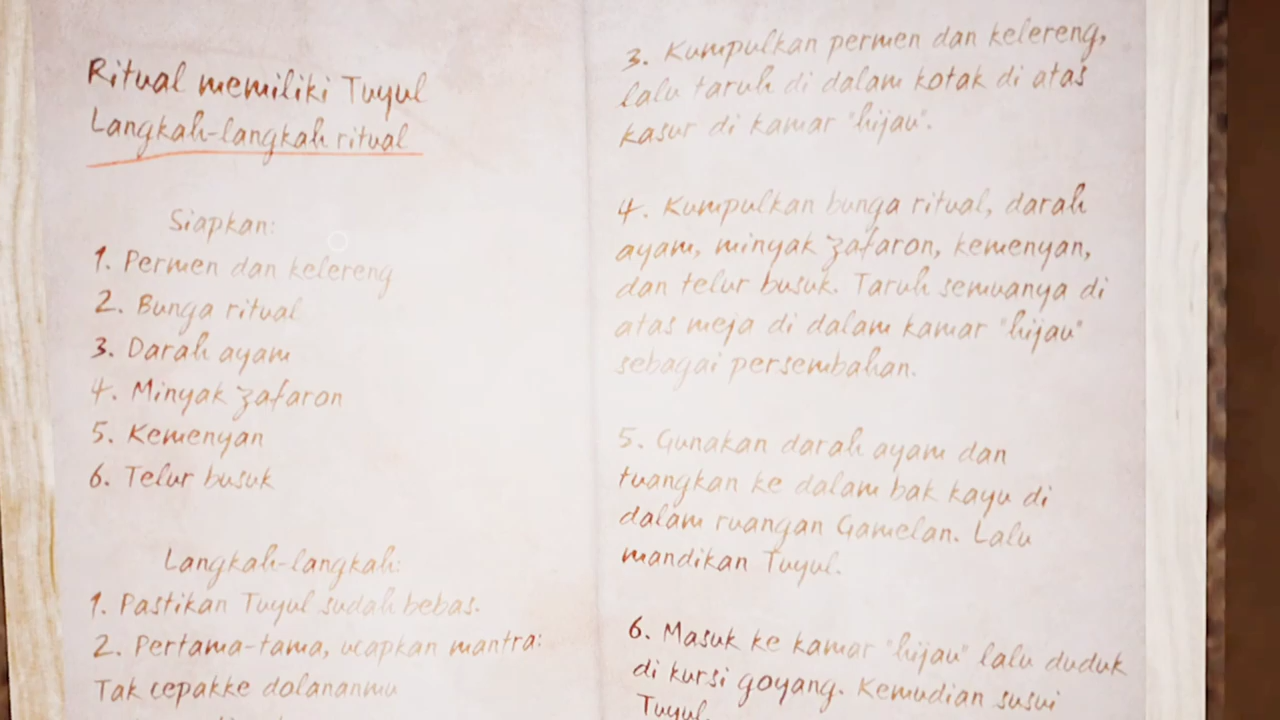 Ritual memiliki Tuyul
Langkah-langkah ritual
Siapkan:
1. Permen dan kelereng
2. Bunga ritual
3. Darah ayam
4. Minyak zafaron
5. Kemenyan
6. Telur busuk
Langkah-langkah:
1. Pastikan Tuyul sudah bebas.
2. Pertama-tama, ucapkan mantra:
Tak cepakke dolananmu
3. Kumpulkan permen dan kelereng,
lalu taruh di dalam kotak di atas
kasur di kamar "hijau".
4. Kumpulkan bunga ritual, darah
ayam, minyak zafaron, kemenyan,
dan telur busuk. Taruh semuanya di
atas meja di dalam kamar "hijau"
sebagai persembahan.
5. Gunakan darah ayam dan
tuangkan ke dalam bak kayu di
dalam ruangan Gamelan. Lalu
mandikan Tuyul.
6. Masuk ke kamar "hijau" lalu duduk
di kursi goyang. Kemudian susui
Tuyul.